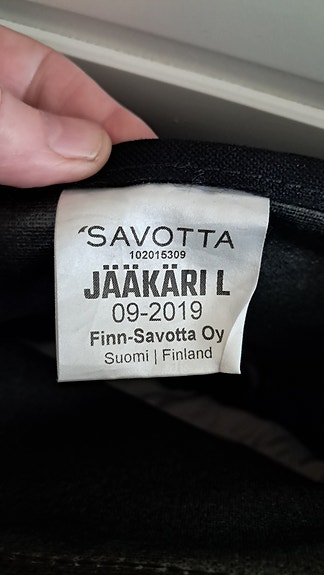 SAVOTTA
102015309
JÄÄKÄRI L
09-2019
Finn-Savotta Oy
Suomi | Finland